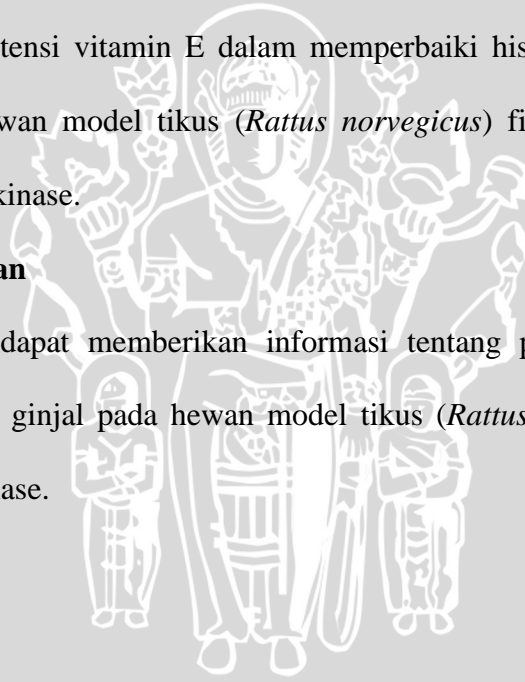 tensi vitamin E dalam memperbaiki his
wan model tikus (Rattus norvegicus) fi
kinase.
an
dapat memberikan informasi tentang p
ginjal pada hewan model tikus (Rattus
ase.